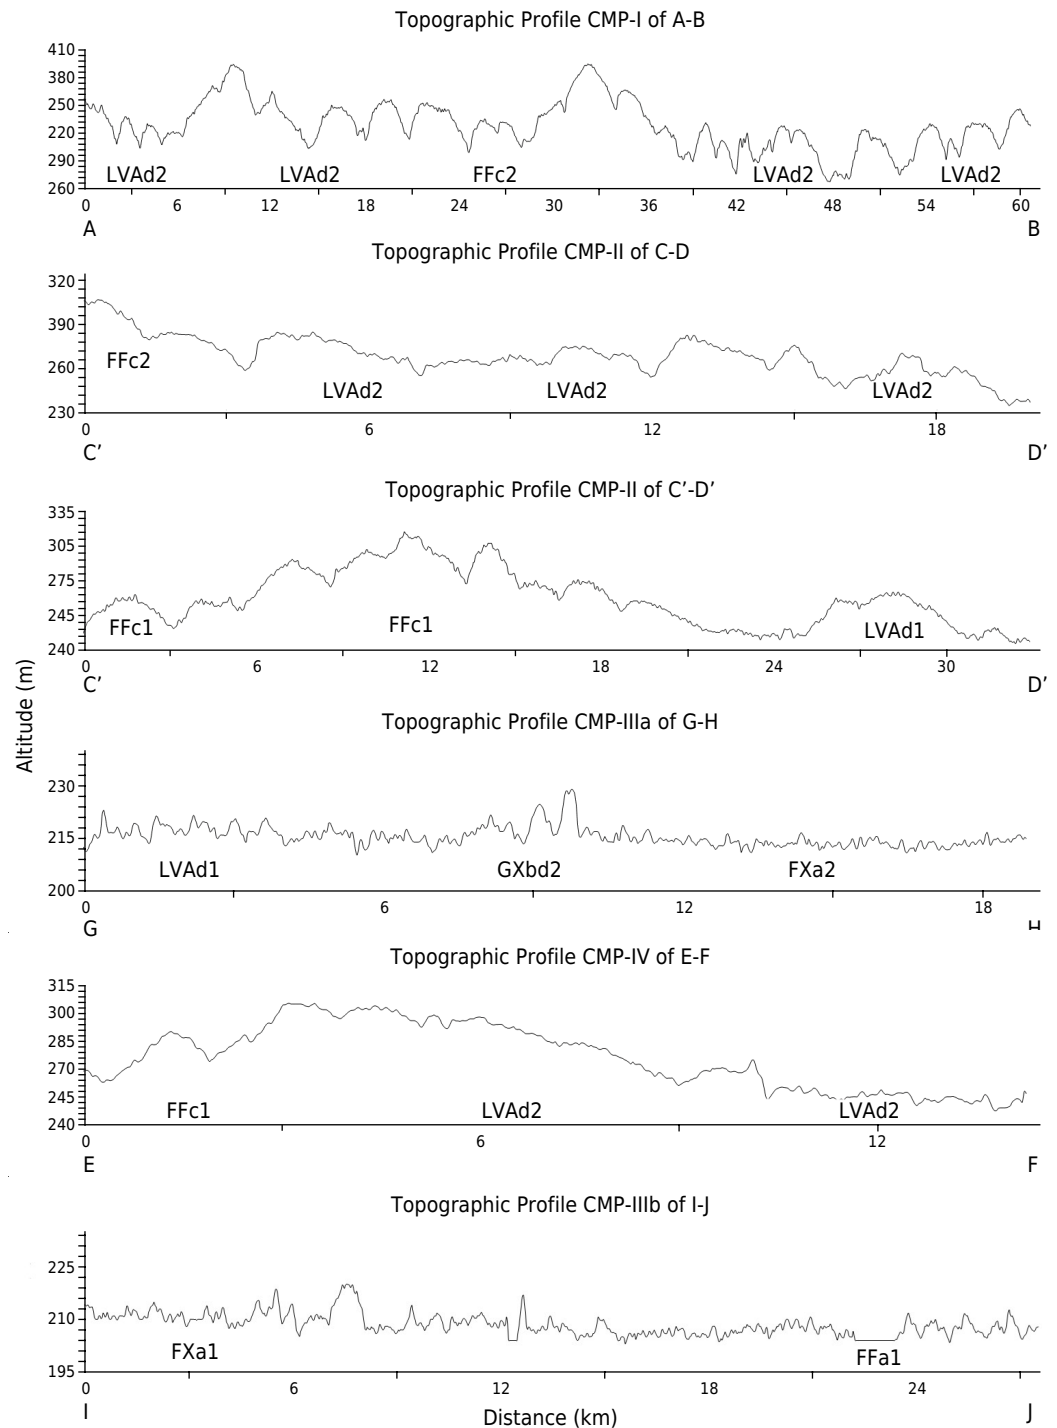 Topographic Profile CMP-I of A-B
410
380
250
220
290
260
LVAd2 LVAd2 FFc2 LVAd2 LVAd2
0 6 12 18 24 30 36 42 48 54 60
A B
Topographic Profile CMP-II of C-D
320
390
260
230
FFc2
LVAd2 LVAd2 LVAd2
0 6 12 18
C’ D’
Topographic Profile CMP-II of C’-D’
335
305
275
245
240
FFc1 FFc1 LVAd1
0 6 12 18 24 30
C’ D’
Altitude (m)
Topographic Profile CMP-IIIa of G-H
230
215
200
LVAd1 GXbd2 FXa2
0 6 12 18
G H
Topographic Profile CMP-IV of E-F
315
300
285
270
245
240
FFc1 LVAd2 LVAd2
0 6 12
E F
Topographic Profile CMP-IIIb of I-J
225
210
195
FXa1 FFa1
0 6 12 18 24
I J
Distance (km)